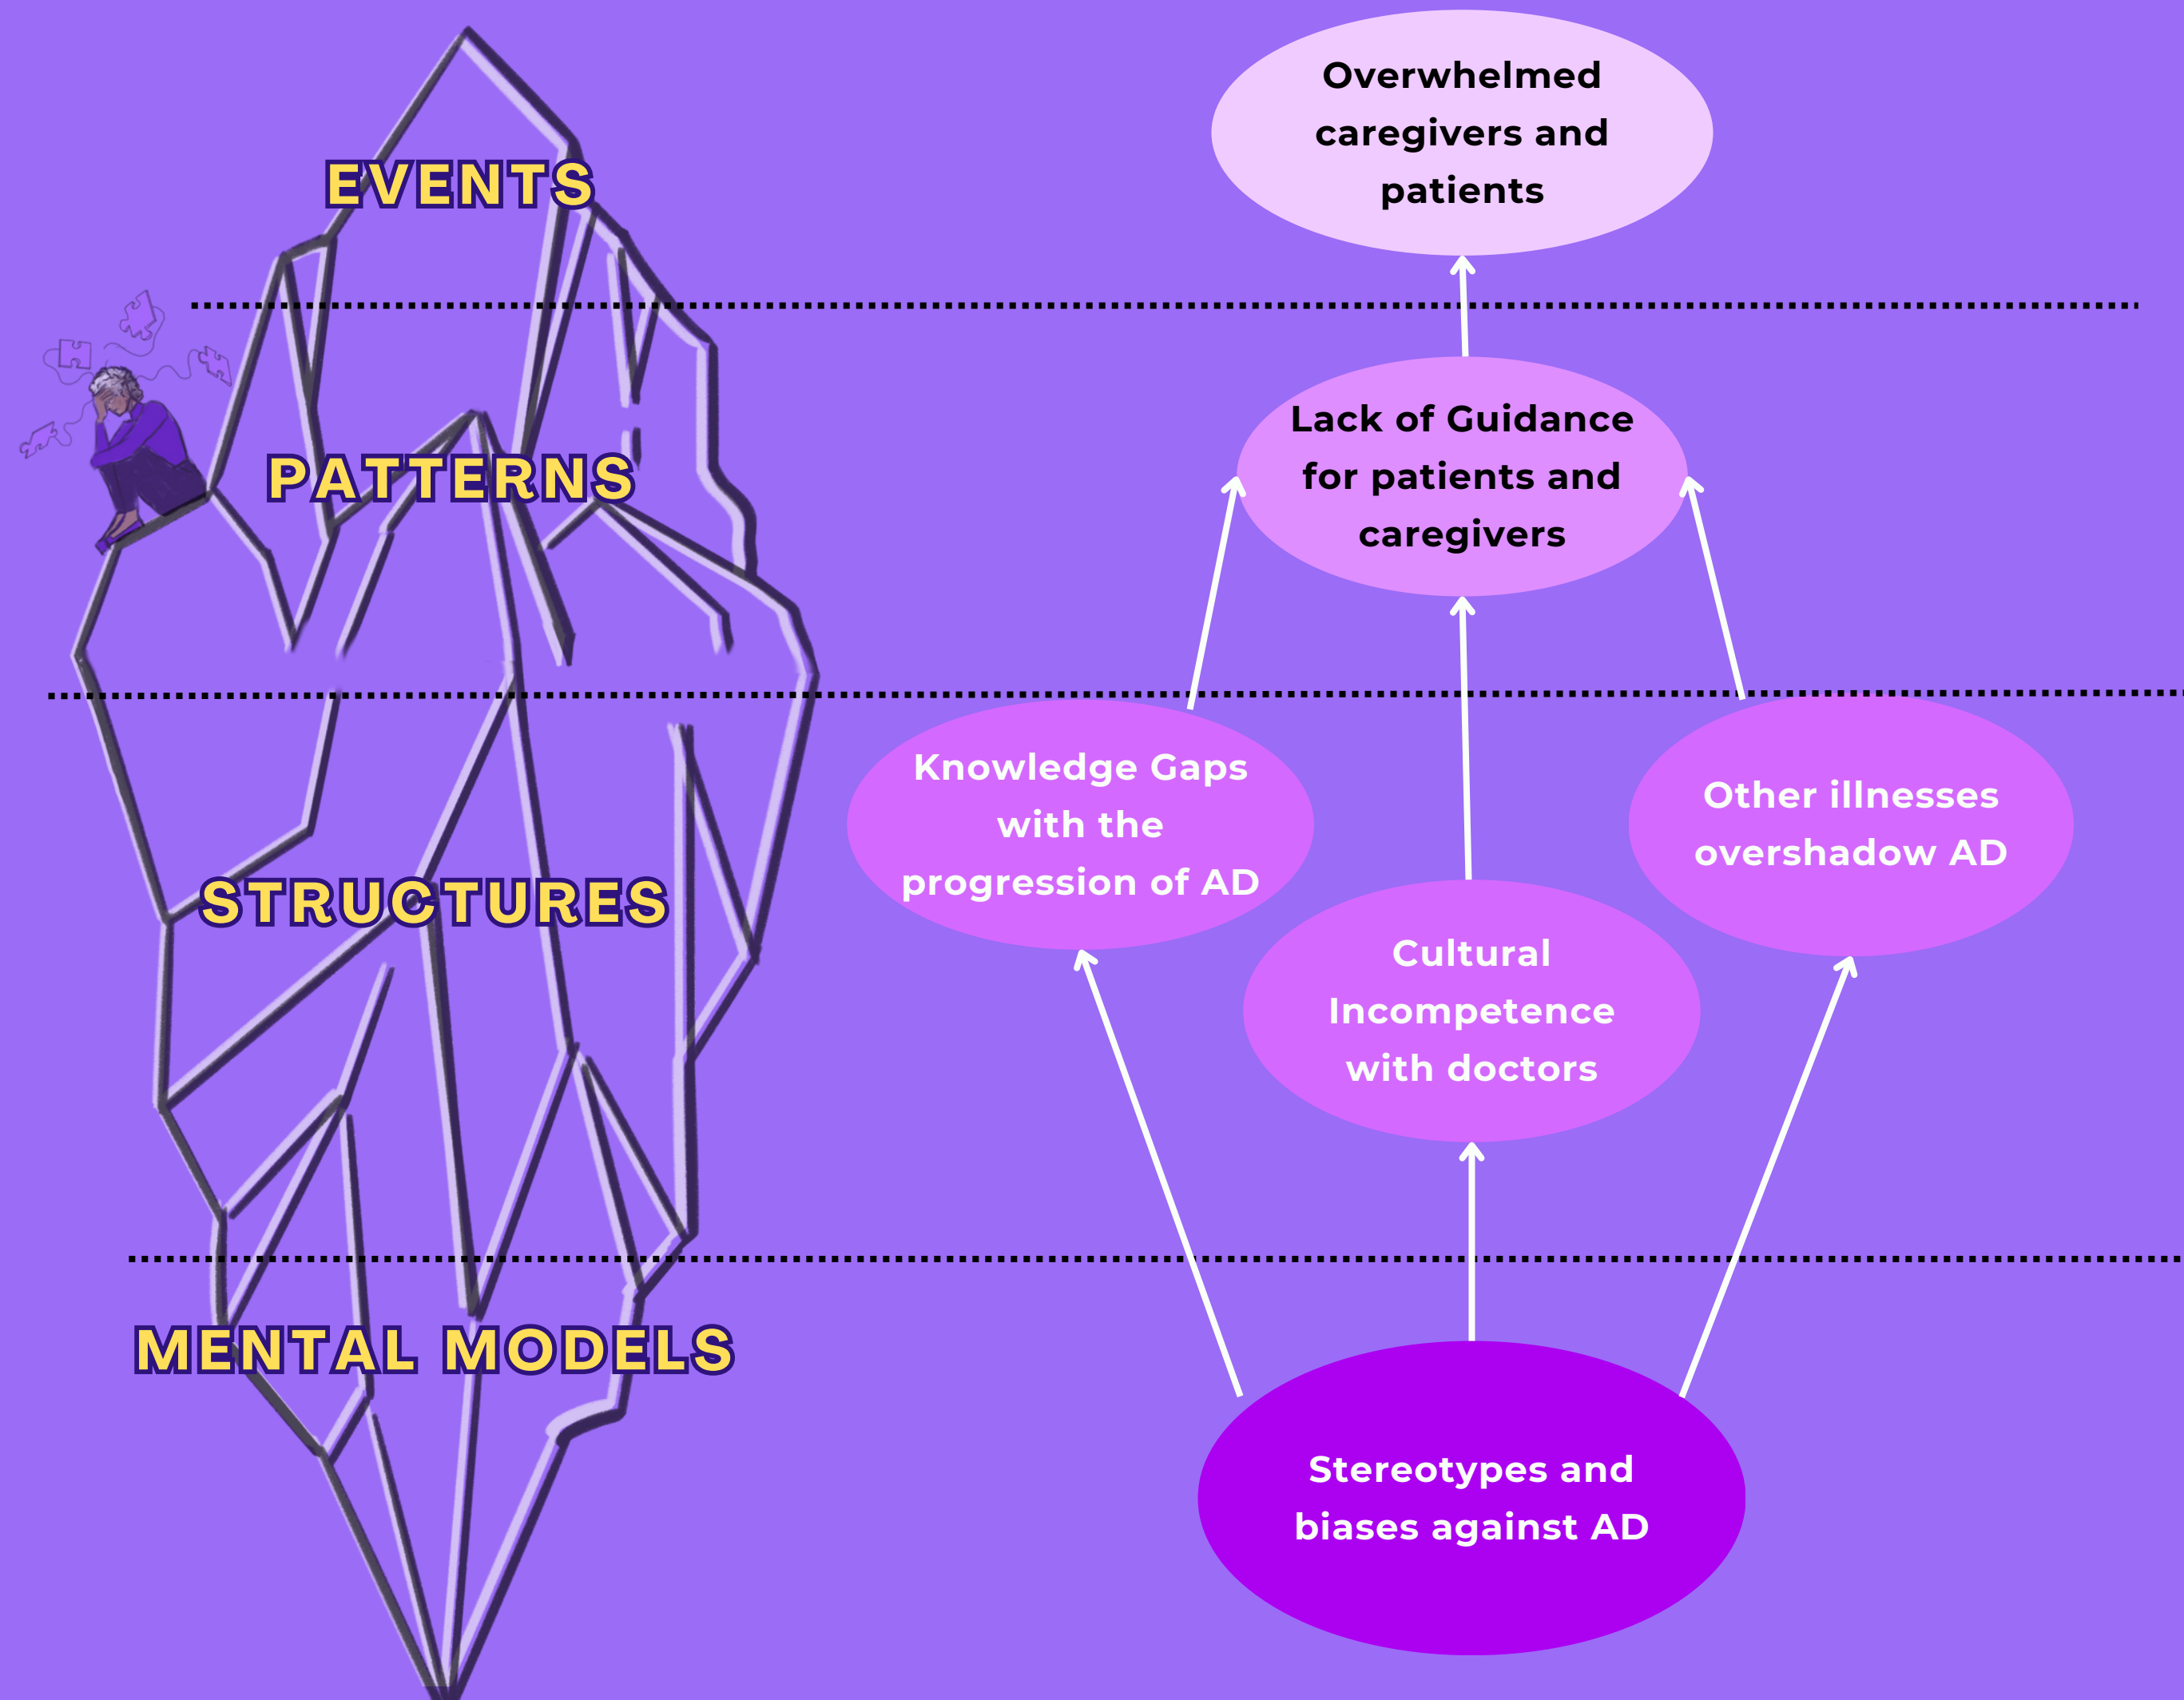 EVENTS
Overwhelmed
caregivers and
patients
PATTERNS
Lack of Guidance
for patients and
caregivers
STRUCTURES
Knowledge Gaps
with the
progression of AD
Cultural
Incompetence
with doctors
Other illnesses
overshadow AD
MENTAL MODELS
Stereotypes and
biases against AD